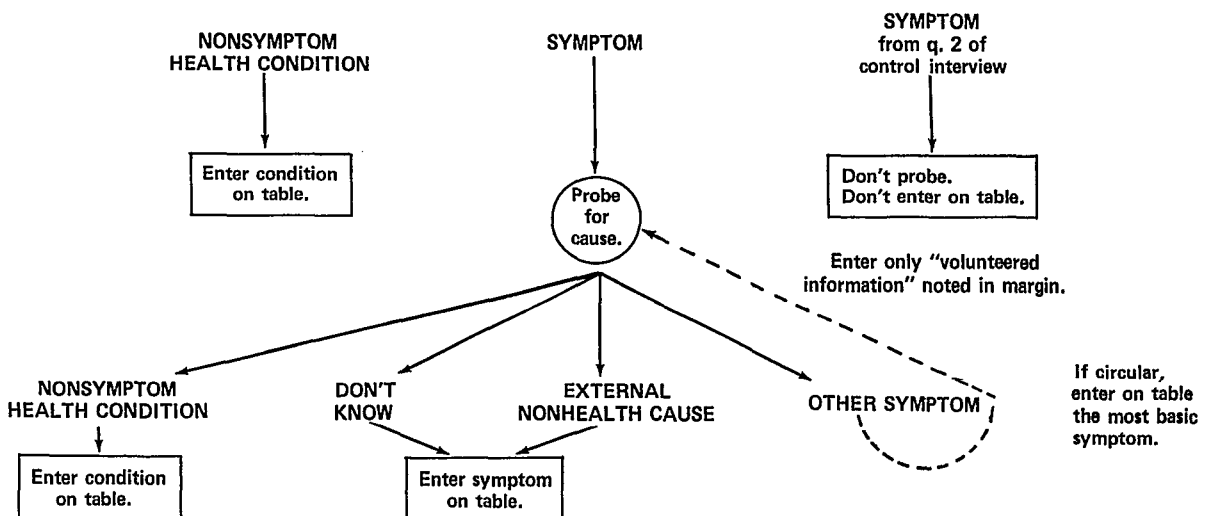 NONSYMPTOM
HEALTH CONDITION
SYMPTOM
SYMPTOM
from q. 2 of
control interview
Enter condition
on table.
Probe
for
cause.
Don't probe.
Don't enter on table.
Enter only "volunteered
information" noted in margin.
NONSYMPTOM
HEALTH CONDITION
DON'T
KNOW
EXTERNAL
NONHEALTH CAUSE
OTHER SYMPTOM
If circular,
enter on table
the most basic
symptom.
Enter condition
on table.
Enter symptom
on table.